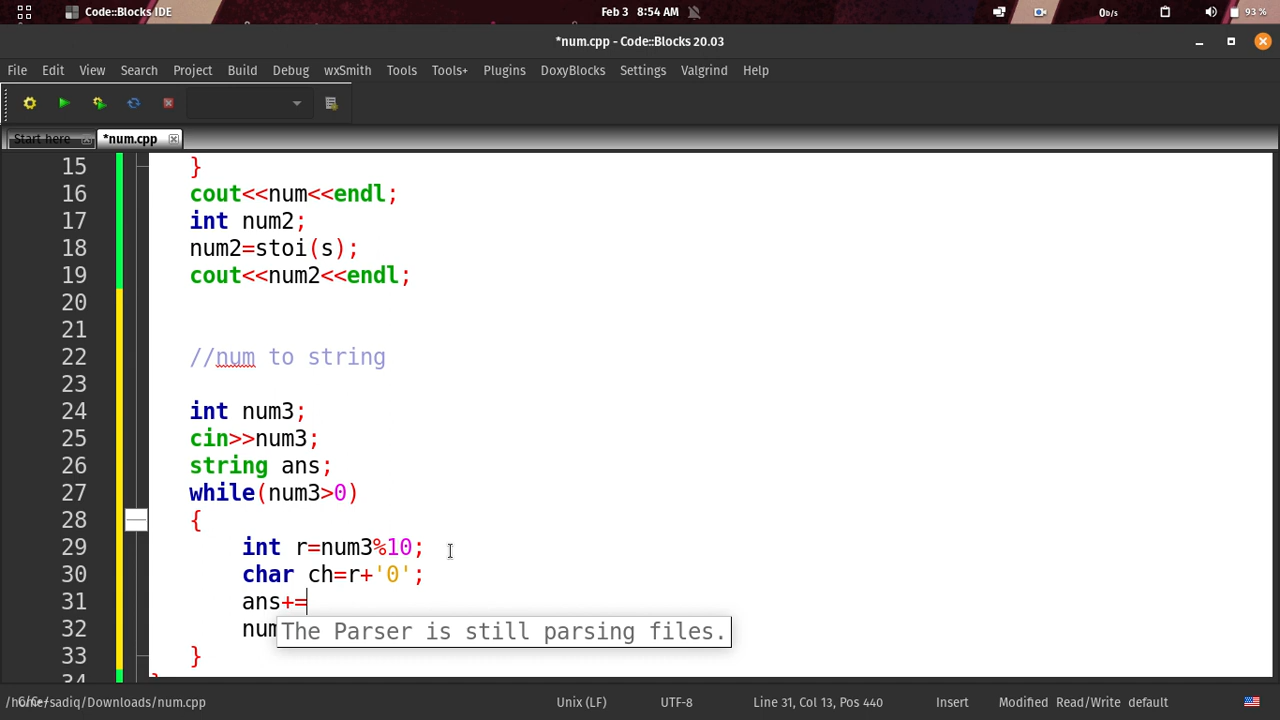 Code::Blocks IDE
Feb 3 8:54 AM
0b/s
93 %
*num.cpp - Code::Blocks 20.03
File Edit View Search Project Build Debug wxSmith Tools Tools+ Plugins DoxyBlocks Settings Valgrind Help
Start here *num.cpp
15 }
16 cout<<num<<endl;
17 int num2;
18 num2=stoi(s);
19 cout<<num2<<endl;
20
21
22 //num to string
23
24 int num3;
25 cin>>num3;
26 string ans;
27 while(num3>0)
28 {
29 int r=num3%10;
30 char ch=r+'0';
31 ans+=
32 num
The Parser is still parsing files.
33 }
34 }
Unix (LF) UTF-8 Line 31, Col 13, Pos 440 Insert Modified Read/Write default